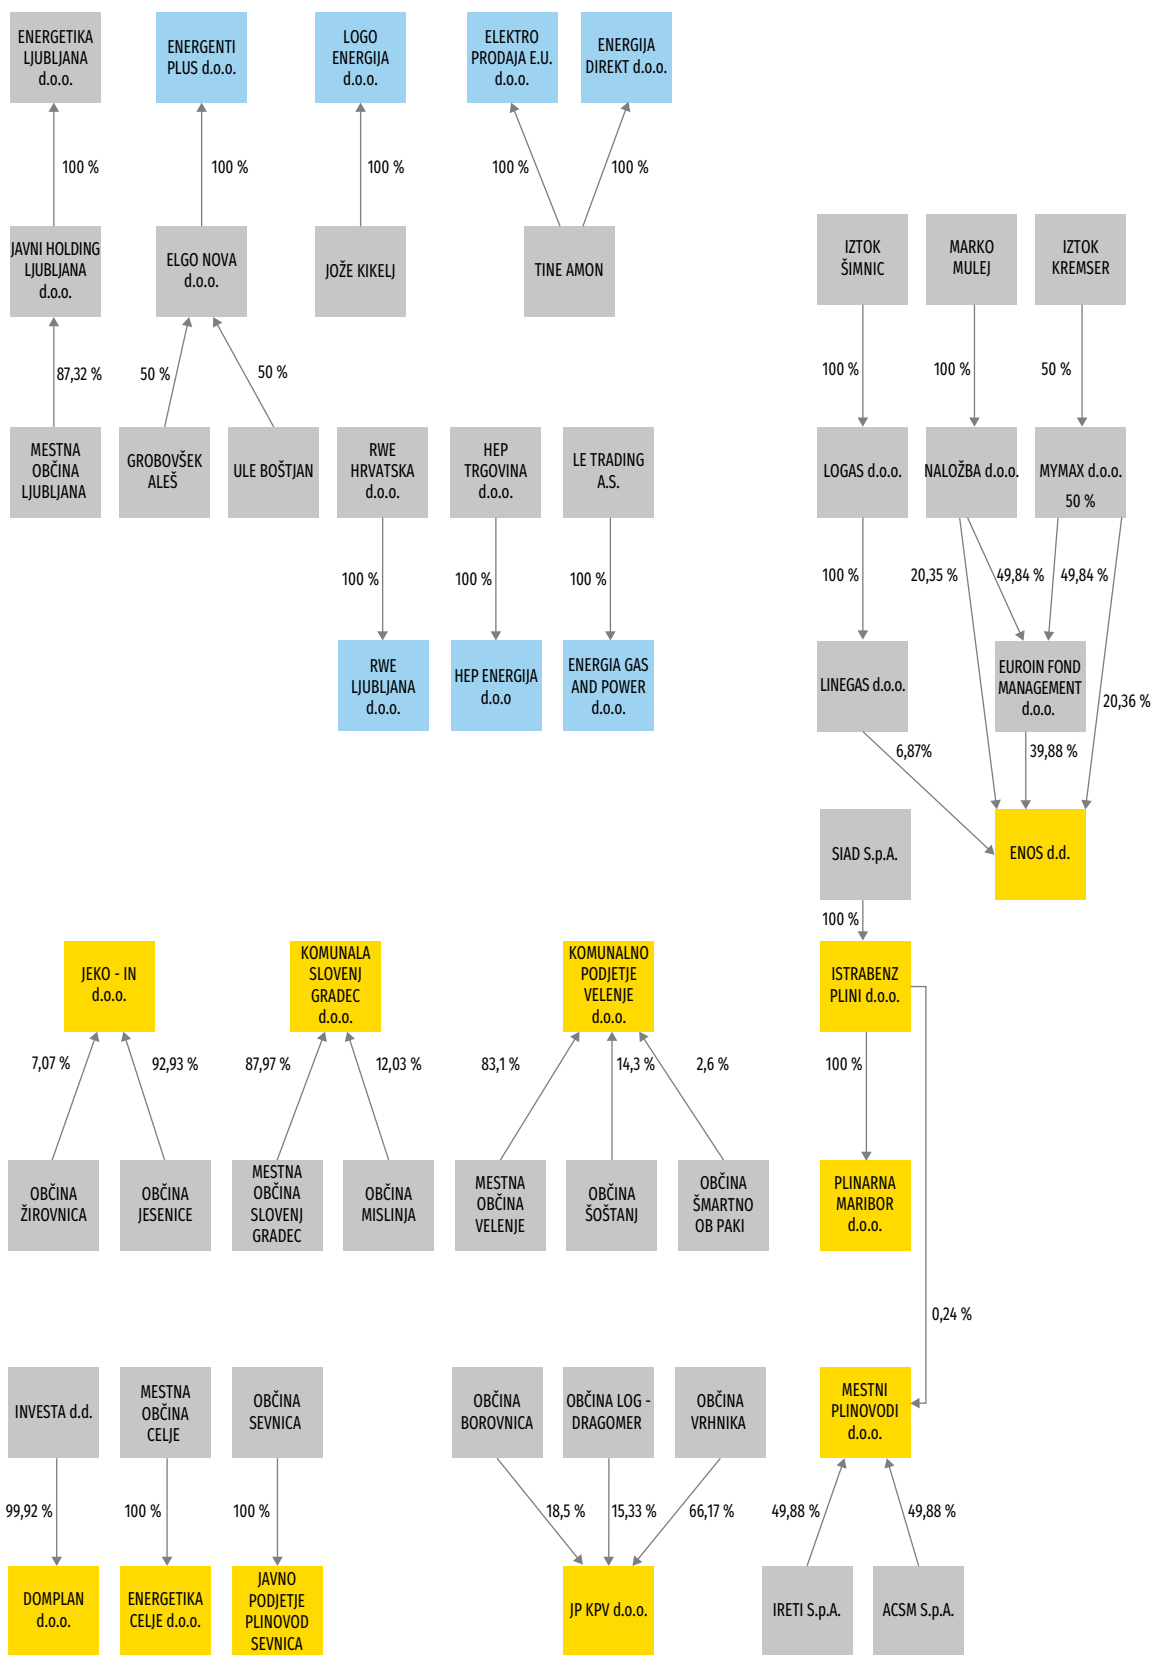 ENERGETIKA
LJUBLJANA
d.o.o.
ENERGENTI
PLUS d.o.o.
LOGO
ENERGIJA
d.o.o.
ELEKTRO
PRODAJA E.U.
d.o.o.
ENERGIJA
DIREKT d.o.o.
100 %
100 %
100 %
100 %
100 %
JAVNI HOLDING
LJUBLJANA
d.o.o.
ELGO NOVA
d.o.o.
JOŽE KIKELJ
TINE AMON
IZTOK
ŠIMNIC
MARKO
MULEJ
IZTOK
KREMSER
87,32 %
50 %
50 %
100 %
100 %
50 %
MESTNA
OBČINA
LJUBLJANA
GROBOVŠEK
ALEŠ
ULE BOŠTJAN
RWE
HRVATSKA
d.o.o.
HEP
TRGOVINA
d.o.o.
LE TRADING
A.S.
LOGAS d.o.o.
NALOŽBA d.o.o.
MYMAX d.o.o.
50 %
100 %
100 %
100 %
100 %
20,35 %
49,84 %
49,84 %
RWE
LJUBLJANA
d.o.o.
HEP ENERGIJA
d.o.o
ENERGIA GAS
AND POWER
d.o.o.
LINEGAS d.o.o.
EUROIN FOND
MANAGEMENT
d.o.o.
20,36 %
6,87%
39,88 %
SIAD S.p.A.
ENOS d.d.
100 %
JEKO - IN
d.o.o.
KOMUNALA
SLOVENJ
GRADEC
d.o.o.
KOMUNALNO
PODJETJE
VELENJE
d.o.o.
ISTRABENZ
PLINI d.o.o.
7,07 %
92,93 %
87,97 %
12,03 %
83,1 %
14,3 %
2,6 %
100 %
OBČINA
ŽIROVNICA
OBČINA
JESENICE
MESTNA
OBČINA
SLOVENJ
GRADEC
OBČINA
MISLINJA
MESTNA
OBČINA
VELENJE
OBČINA
ŠOŠTANJ
OBČINA
ŠMARTNO
OB PAKI
PLINARNA
MARIBOR
d.o.o.
0,24 %
INVESTA d.d.
MESTNA
OBČINA
CELJE
OBČINA
SEVNICA
OBČINA
BOROVNICA
OBČINA LOG -
DRAGOMER
OBČINA
VRHNIKA
MESTNI
PLINOVODI
d.o.o.
99,92 %
100 %
100 %
18,5 %
15,33 %
66,17 %
49,88 %
49,88 %
DOMPLAN
d.o.o.
ENERGETIKA
CELJE d.o.o.
JAVNO
PODJETJE
PLINOVOD
SEVNICA
JP KPV d.o.o.
IRETI S.p.A.
ACSM S.p.A.